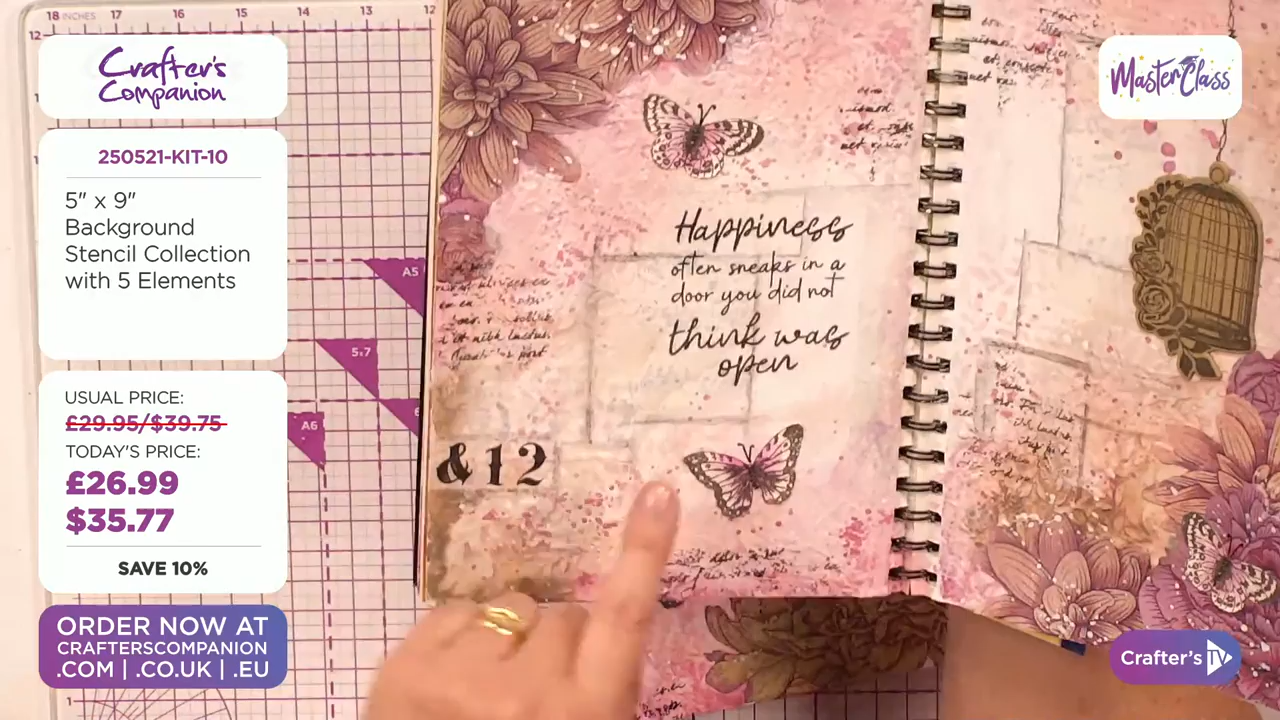 18 INCHES 17 16 15 14 13 12
12
Crafter's
Companion
250521-KIT-10
5" x 9"
Background
Stencil Collection
with 5 Elements
USUAL PRICE:
£29.95/$39.75
TODAY'S PRICE:
£26.99
$35.77
SAVE 10%
ORDER NOW AT
CRAFTERSCOMPANION
.COM | .CO.UK | .EU
1
A5
5x7
A6
Happiness
often sneaks in a
door you did not
think was
open
&12
MasterClass
Crafter's TV